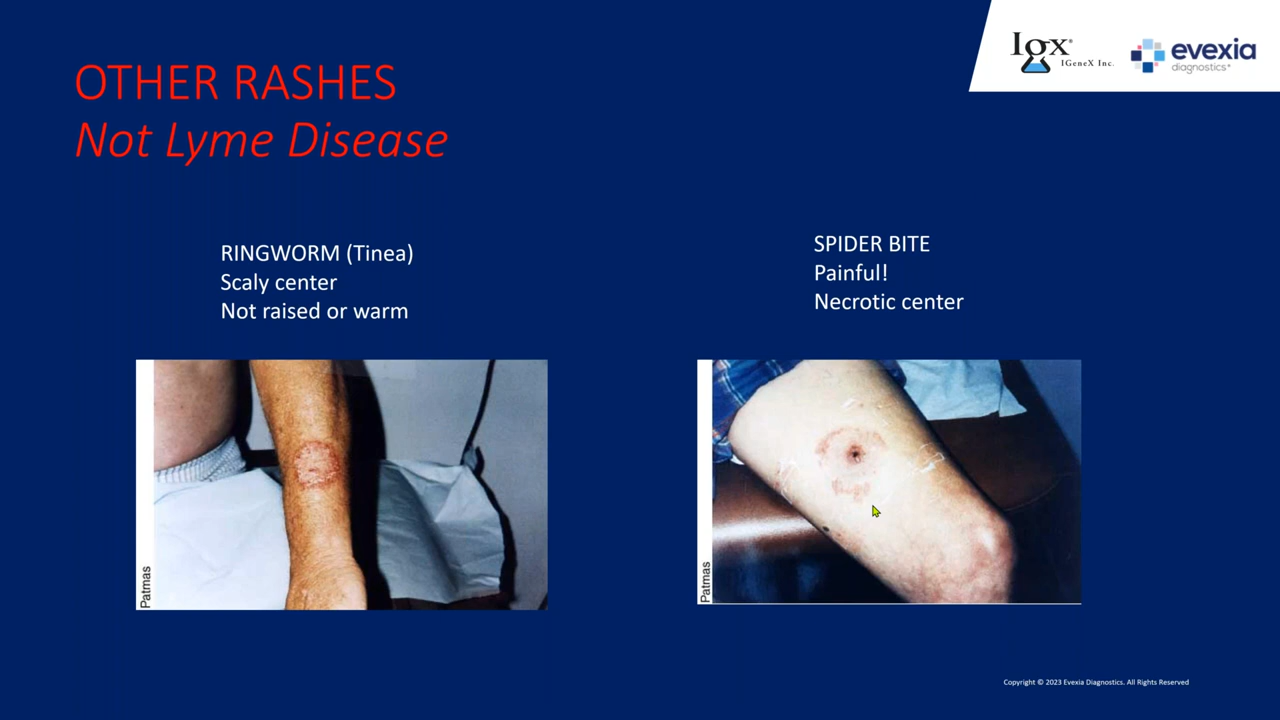 Igx®
IGeneX Inc.
evexia
diagnostics+
OTHER RASHES
Not Lyme Disease
RINGWORM (Tinea)
Scaly center
Not raised or warm
SPIDER BITE
Painful!
Necrotic center
Patmas
Patmas
Copyright © 2023 Evexia Diagnostics. All Rights Reserved